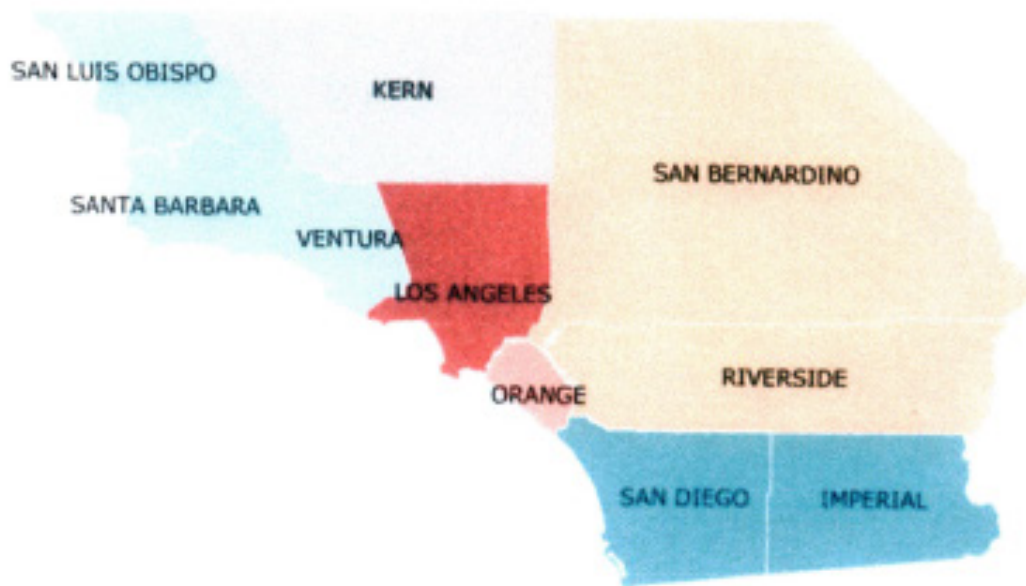 SAN LUIS OBISPO
KERN
SAN BERNARDINO
SANTA BARBARA
VENTURA
LOS ANGELES
RIVERSIDE
ORANGE
SAN DIEGO
IMPERIAL